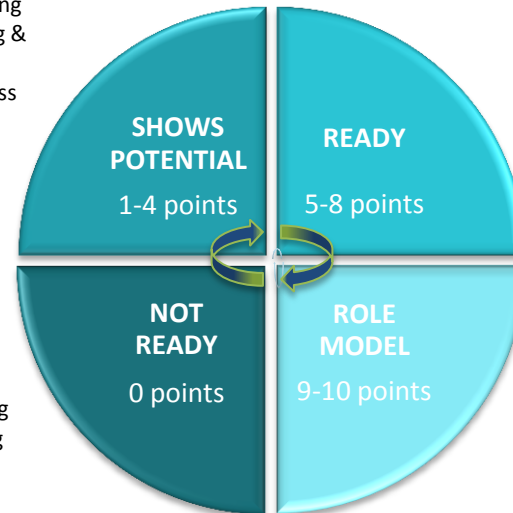 &
SHOWS
POTENTIAL
1-4 points
READY
5-8 points
NOT
READY
0 points
ROLE
MODEL
9-10 points